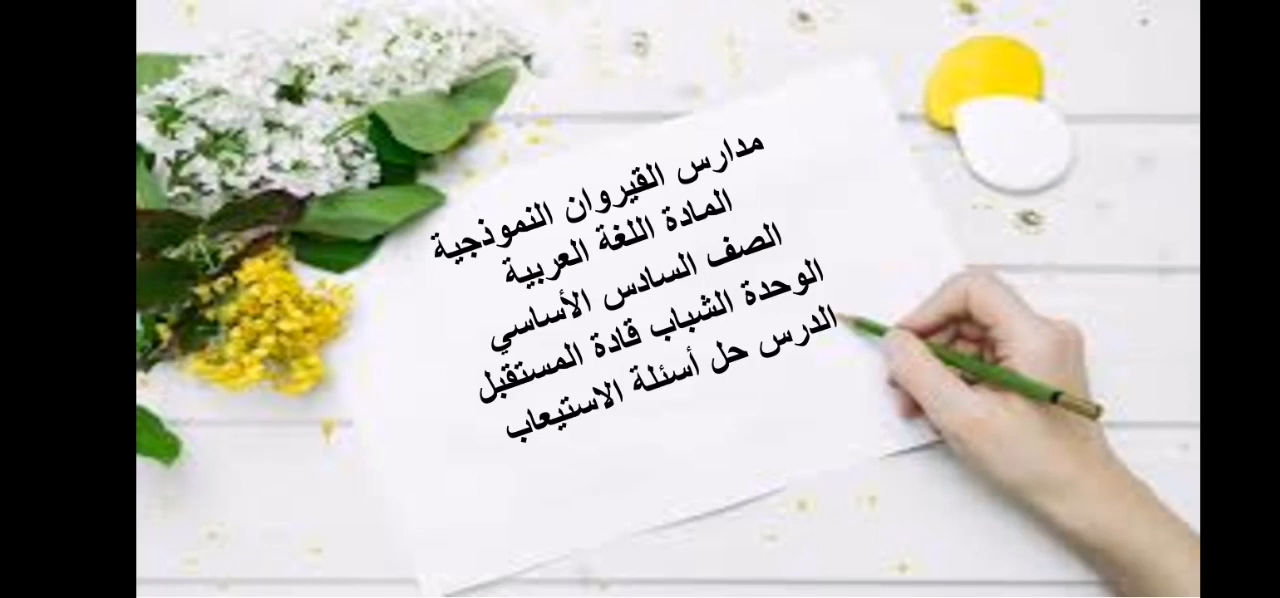 مدارس القيروان النموذجية
المادة اللغة العربية
الصف السادس الأساسي
الوحدة الشباب قادة المستقبل
الدرس حل أسئلة الاستيعاب